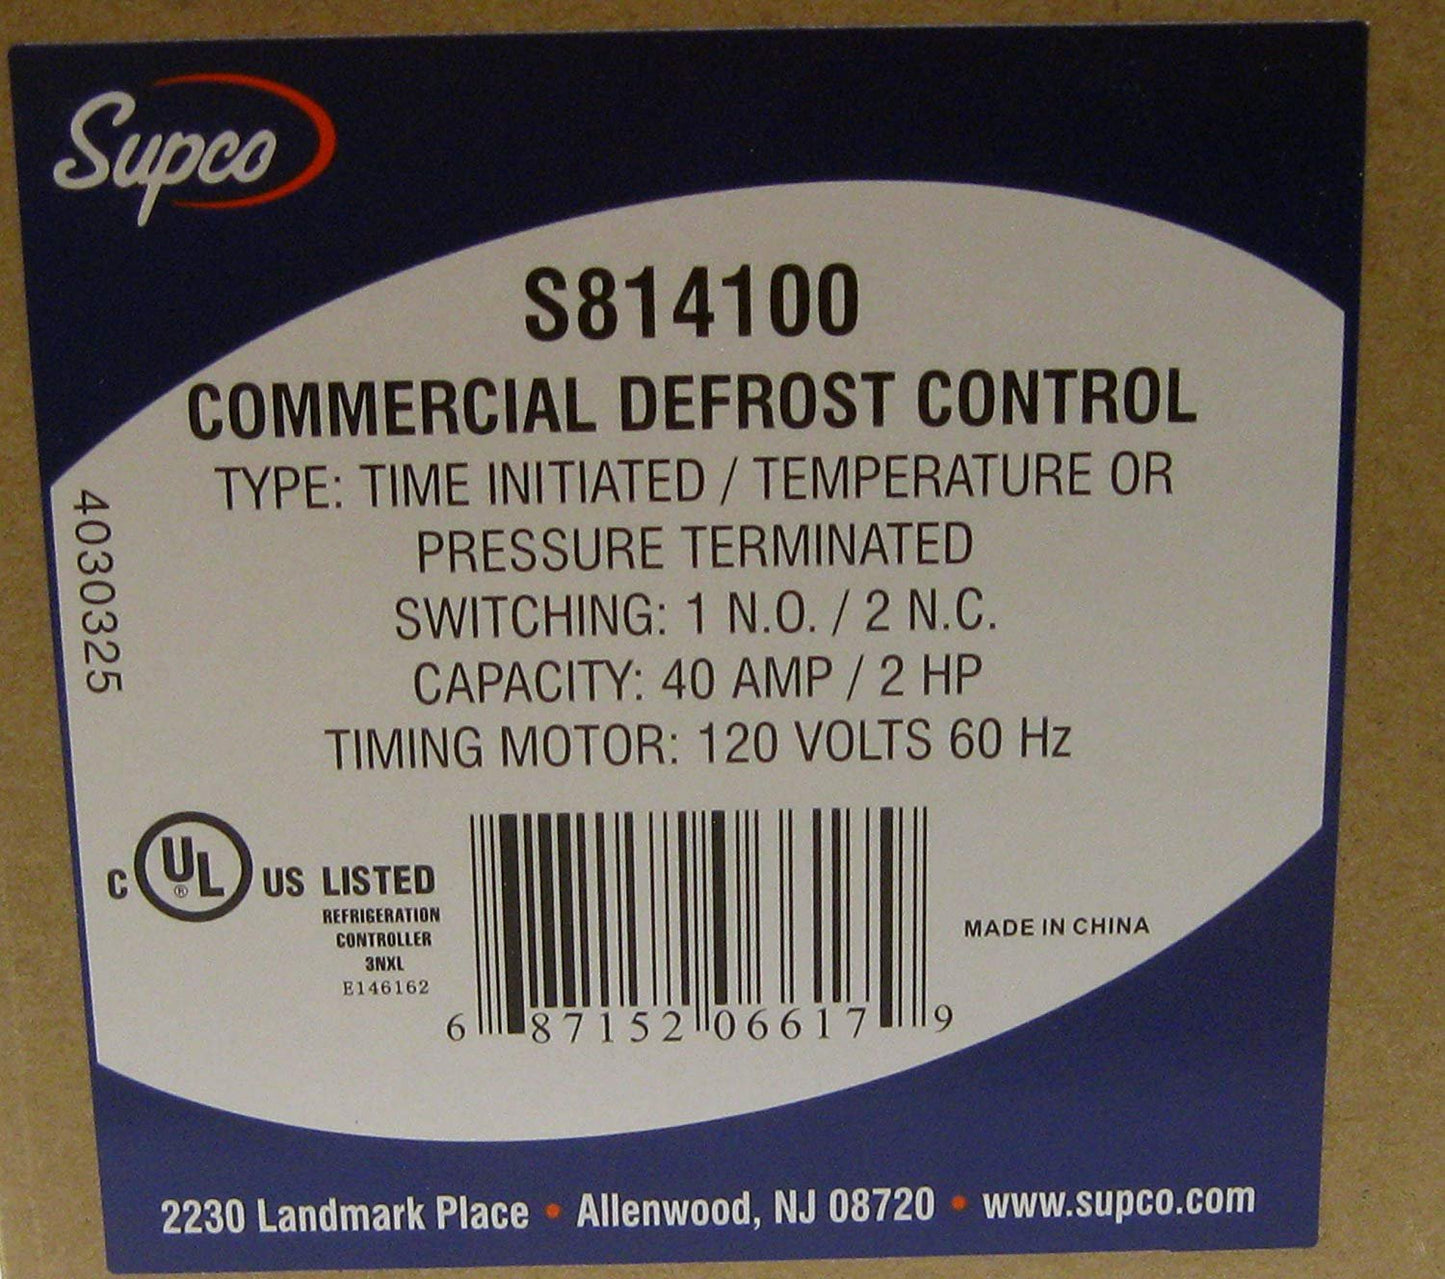 Supco
S814100
COMMERCIAL DEFROST CONTROL
TYPE: TIME INITIATED / TEMPERATURE OR
PRESSURE TERMINATED
SWITCHING: 1 N.O. / 2 N.C.
CAPACITY: 40 AMP / 2 HP
TIMING MOTOR: 120 VOLTS 60 Hz
4030325
C UL ® US LISTED
REFRIGERATION
CONTROLLER
3NXL
E146162
6 87152 06617 9
MADE IN CHINA
2230 Landmark Place • Allenwood, NJ 08720 • www.supco.com